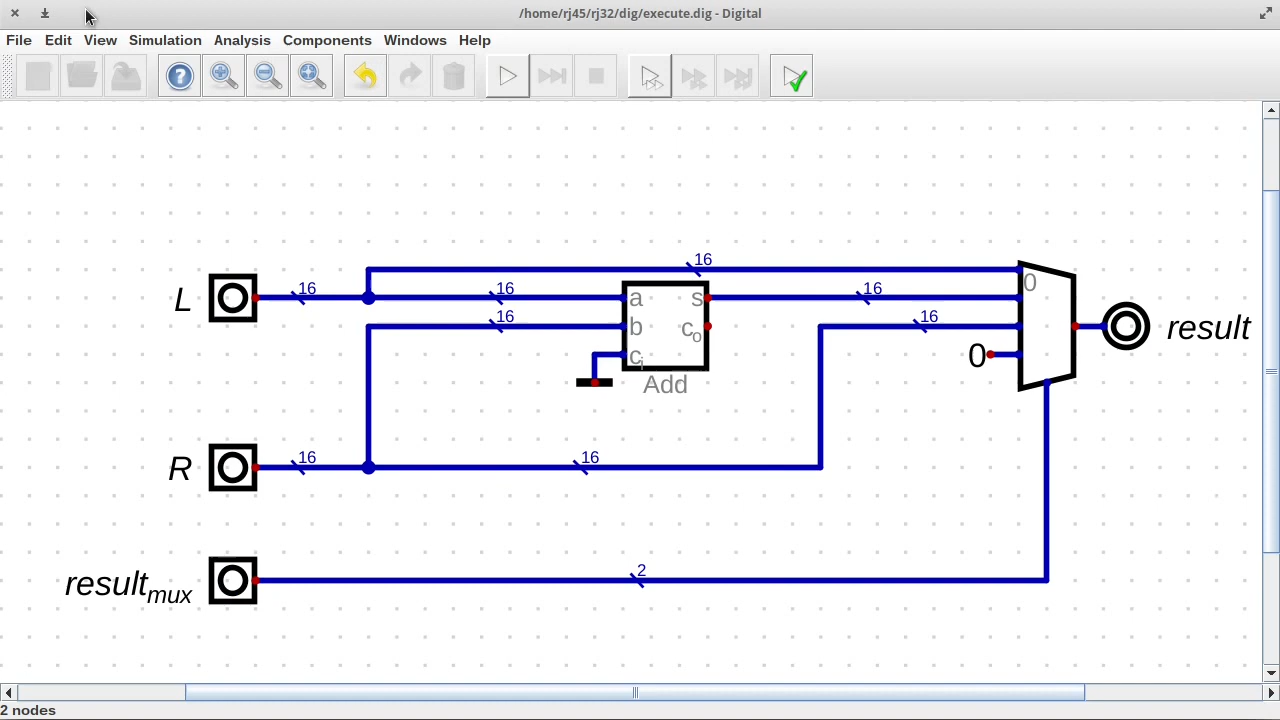 /home/rj45/rj32/dig/execute.dig - Digital
File Edit View Simulation Analysis Components Windows Help
16
L 16 16 a s 16 0
16 b co 16 result
ci 0
Add
R 16 16
resultmux 2
2 nodes